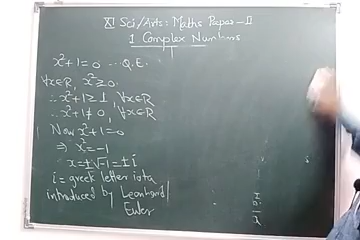 XI Sci/Arts: Maths Paper-II
1 Complex Numbers
x²+1=0 ... Q.E.
∀x∈R, x²≥0
∴ x²+1≥1, ∀x∈R
∴ x²+1≠0, ∀x∈R
Now x²+1=0
⇒ x²=-1
∴ x=±√-1=±i
i = greek letter iota
introduced by Leonhard
Euler